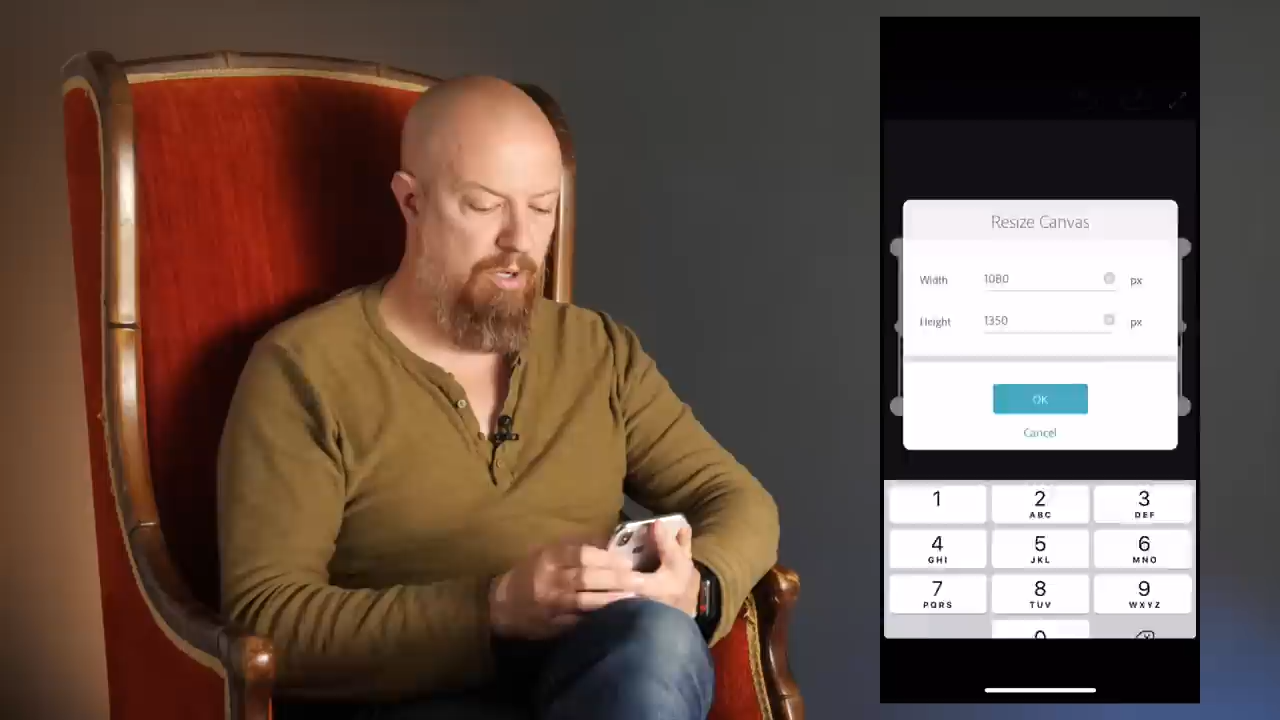 Resize Canvas
Width 1080 px
Height 1350 px
OK
Cancel
1 2 3
ABC DEF
4 5 6
GHI JKL MNO
7 8 9
PQRS TUV WXYZ
0